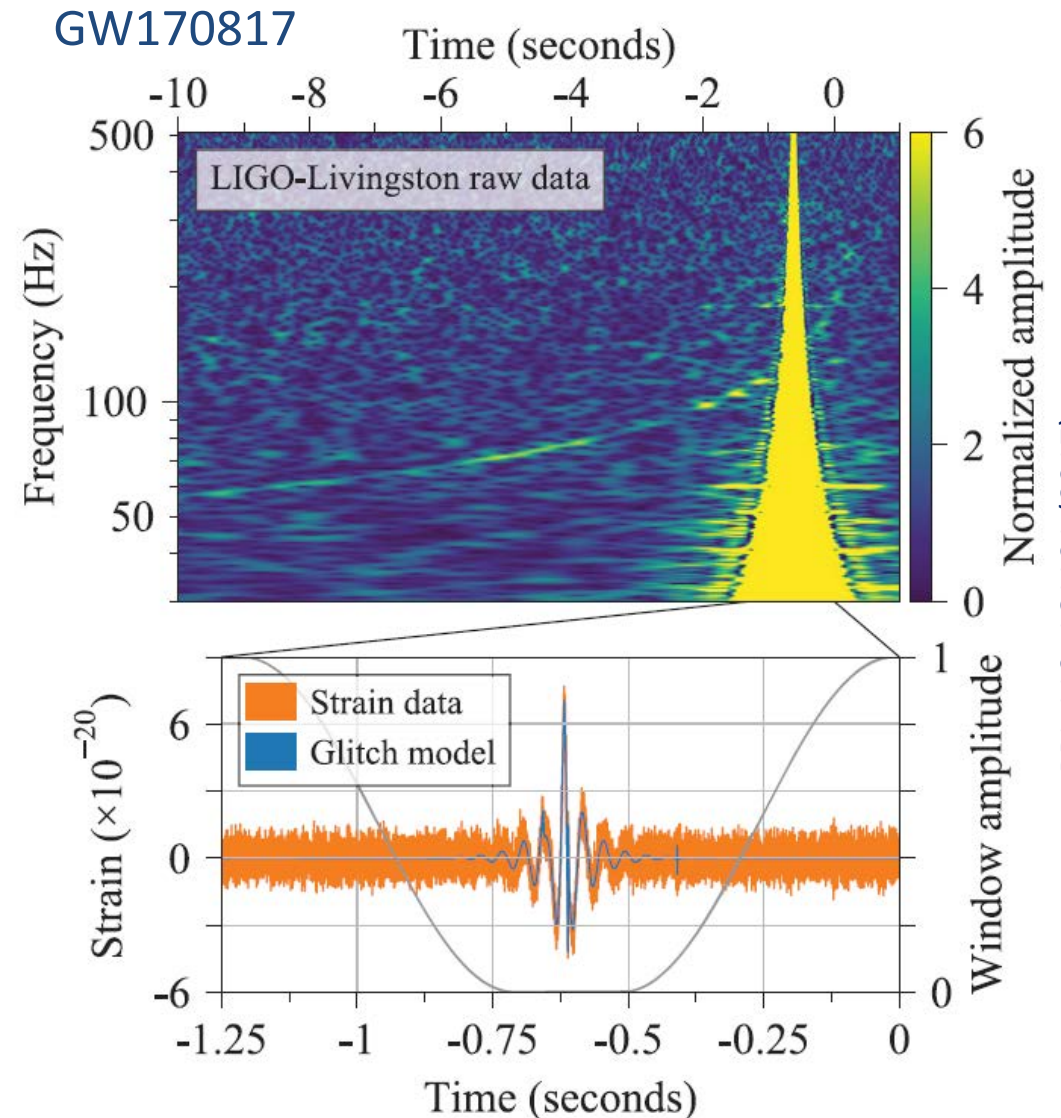 GW170817
Time (seconds)
-10 -8 -6 -4 -2 0
500
100
50
Frequency (Hz)
LIGO-Livingston raw data
6
4
2
0
Normalized amplitude
Strain data
Glitch model
6
0
-6
Strain (×10⁻²⁰)
1
0
Window amplitude
-1.25 -1 -0.75 -0.5 -0.25 0
Time (seconds)